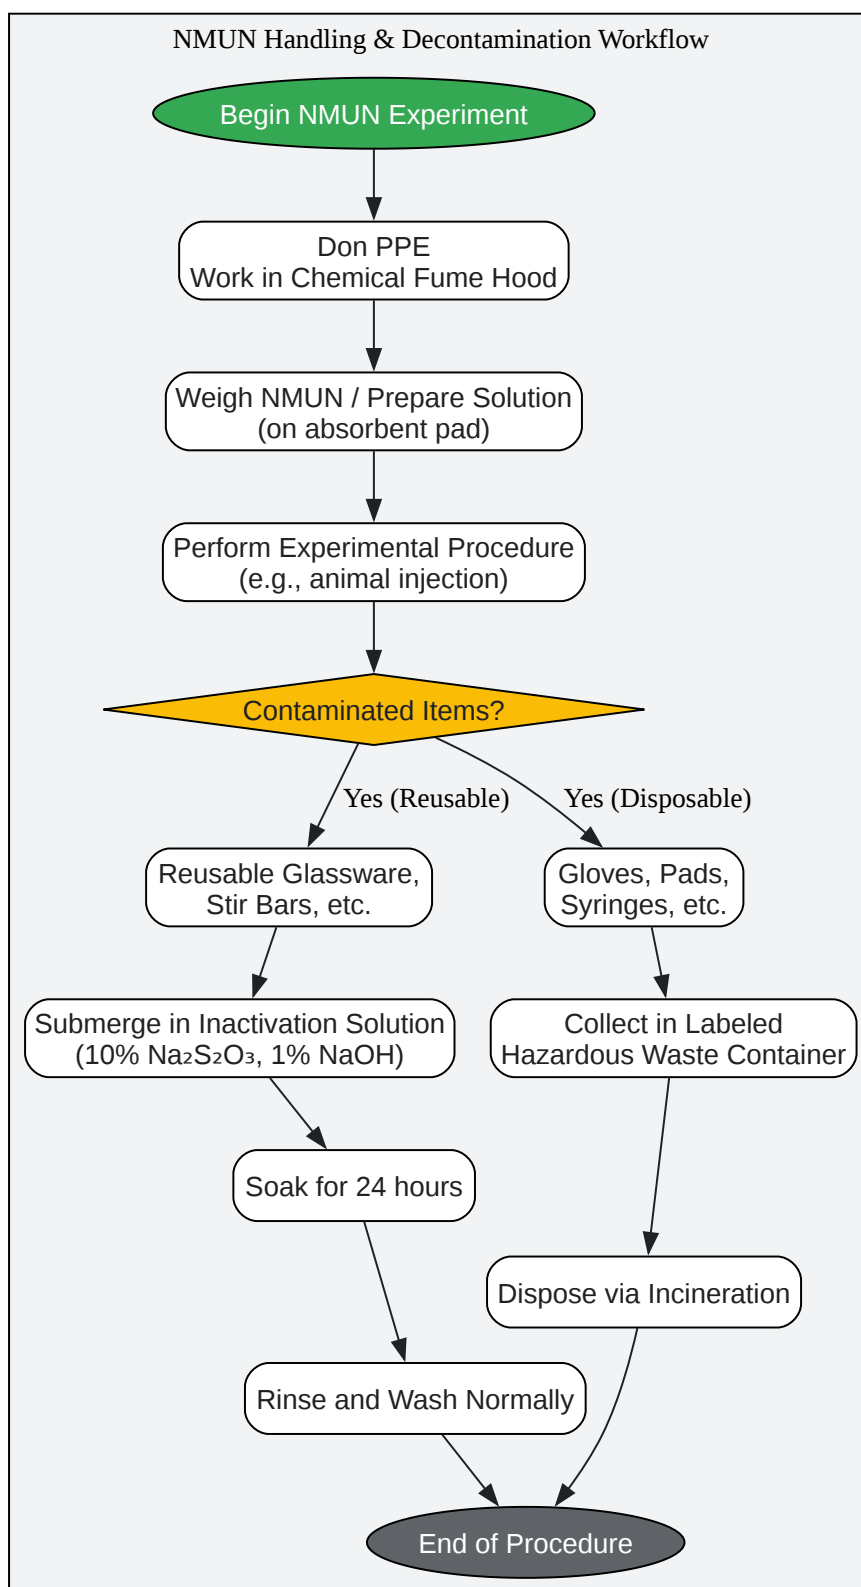 NMUN Handling & Decontamination Workflow
Begin NMUN Experiment
Don PPE
Work in Chemical Fume Hood
Weigh NMUN / Prepare Solution
(on absorbent pad)
Perform Experimental Procedure
(e.g., animal injection)
Contaminated Items?
Yes (Reusable)
Yes (Disposable)
Reusable Glassware,
Stir Bars, etc.
Gloves, Pads,
Syringes, etc.
Submerge in Inactivation Solution
(10% Na₂S₂O₃, 1% NaOH)
Collect in Labeled
Hazardous Waste Container
Soak for 24 hours
Dispose via Incineration
Rinse and Wash Normally
End of Procedure